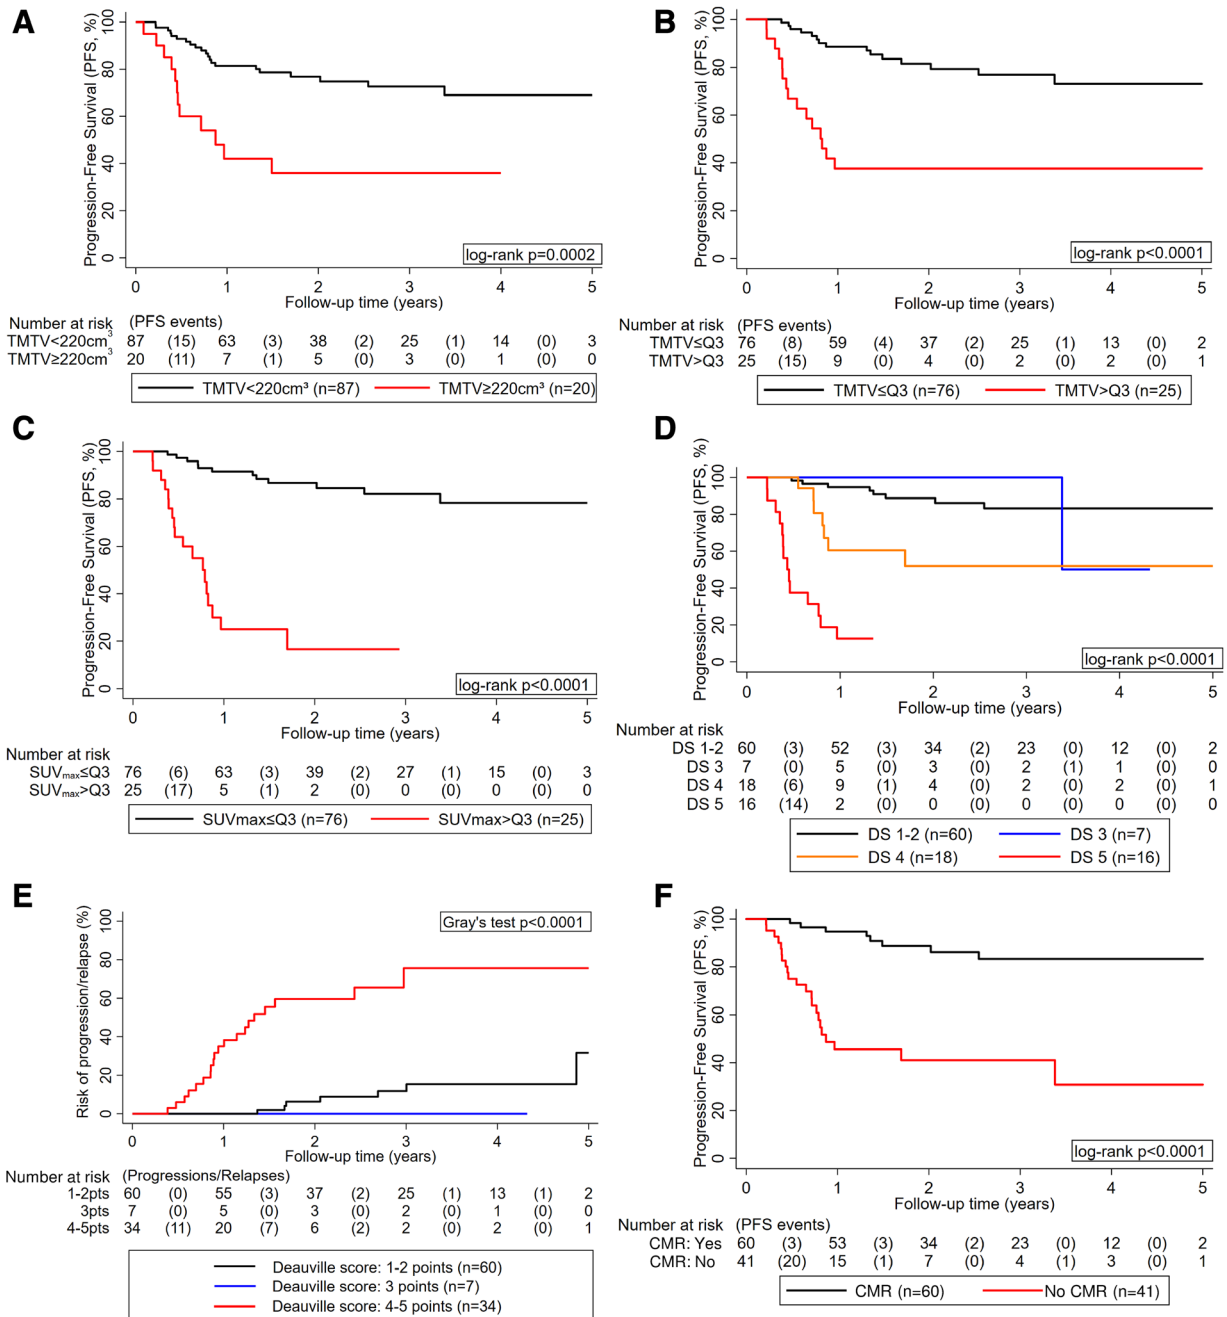 A
Progression-Free Survival (PFS, %)
100
80
60
40
20
0
log-rank p=0.0002
0 1 2 3 4 5
Follow-up time (years)
Number at risk (PFS events)
TMTV<220cm³ 87 (15) 63 (3) 38 (2) 25 (1) 14 (0) 3
TMTV≥220cm³ 20 (11) 7 (1) 5 (0) 3 (0) 1 (0) 0
TMTV<220cm³ (n=87) TMTV≥220cm³ (n=20)
B
Progression-Free Survival (PFS, %)
100
80
60
40
20
0
log-rank p<0.0001
0 1 2 3 4 5
Follow-up time (years)
Number at risk (PFS events)
TMTV≤Q3 76 (8) 59 (4) 37 (2) 25 (1) 13 (0) 2
TMTV>Q3 25 (15) 9 (0) 4 (0) 2 (0) 2 (0) 1
TMTV≤Q3 (n=76) TMTV>Q3 (n=25)
C
Progression-Free Survival (PFS, %)
100
80
60
40
20
0
log-rank p<0.0001
0 1 2 3 4 5
Follow-up time (years)
Number at risk
SUVmax≤Q3 76 (6) 63 (3) 39 (2) 27 (1) 15 (0) 3
SUVmax>Q3 25 (17) 5 (1) 2 (0) 0 (0) 0 (0) 0
SUVmax≤Q3 (n=76) SUVmax>Q3 (n=25)
D
Progression-Free Survival (PFS, %)
100
80
60
40
20
0
log-rank p<0.0001
0 1 2 3 4 5
Follow-up time (years)
Number at risk
DS 1-2 60 (3) 52 (3) 34 (2) 23 (0) 12 (0) 2
DS 3 7 (0) 5 (0) 3 (0) 2 (1) 1 (0) 0
DS 4 18 (6) 9 (1) 4 (0) 2 (0) 2 (0) 1
DS 5 16 (14) 2 (0) 0 (0) 0 (0) 0 (0) 0
DS 1-2 (n=60) DS 3 (n=7)
DS 4 (n=18) DS 5 (n=16)
E
Risk of progression/relapse (%)
100
80
60
40
20
0
Gray's test p<0.0001
0 1 2 3 4 5
Follow-up time (years)
Number at risk (Progressions/Relapses)
1-2pts 60 (0) 55 (3) 37 (2) 25 (1) 13 (1) 2
3pts 7 (0) 5 (0) 3 (0) 2 (0) 1 (0) 0
4-5pts 34 (11) 20 (7) 6 (2) 2 (0) 2 (0) 1
Deauville score: 1-2 points (n=60)
Deauville score: 3 points (n=7)
Deauville score: 4-5 points (n=34)
F
Progression-Free Survival (PFS, %)
100
80
60
40
20
0
log-rank p<0.0001
0 1 2 3 4 5
Follow-up time (years)
Number at risk (PFS events)
CMR: Yes 60 (3) 53 (3) 34 (2) 23 (0) 12 (0) 2
CMR: No 41 (20) 15 (1) 7 (0) 4 (1) 3 (0) 1
CMR (n=60) No CMR (n=41)